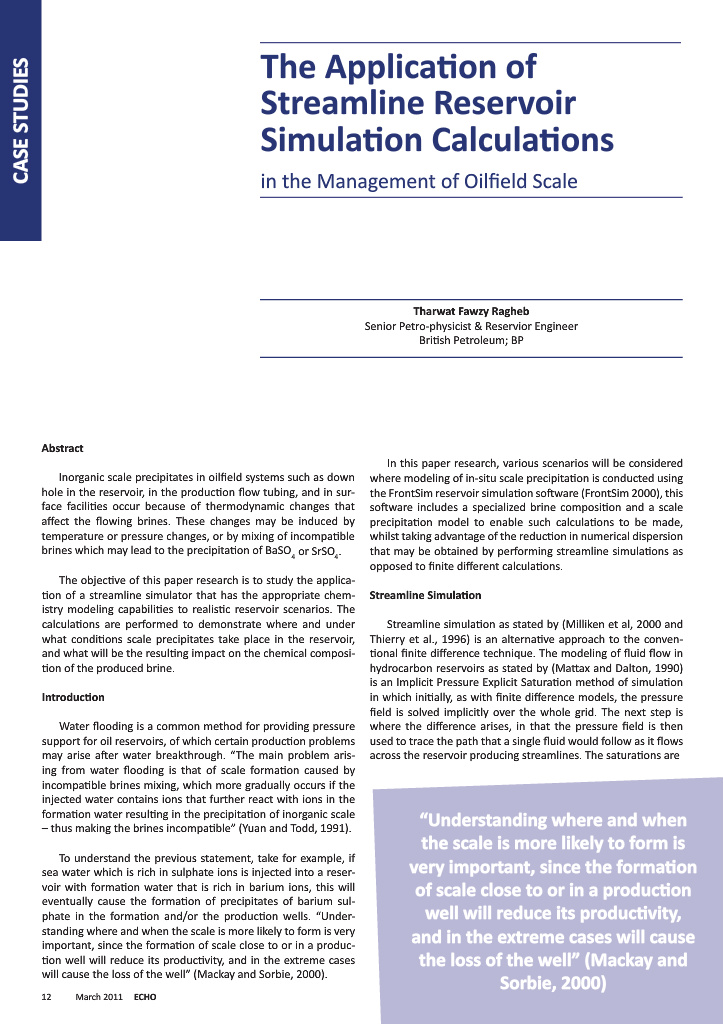 CASE STUDIES
The Application of
Streamline Reservoir
Simulation Calculations
in the Management of Oilfield Scale
Tharwat Fawzy Ragheb
Senior Petro-physicist & Reservior Engineer
British Petroleum; BP
Abstract
Inorganic scale precipitates in oilfield systems such as down
hole in the reservoir, in the production flow tubing, and in sur-
face facilities occur because of thermodynamic changes that
affect the flowing brines. These changes may be induced by
temperature or pressure changes, or by mixing of incompatible
brines which may lead to the precipitation of BaSO4 or SrSO4.
The objective of this paper research is to study the applica-
tion of a streamline simulator that has the appropriate chem-
istry modeling capabilities to realistic reservoir scenarios. The
calculations are performed to demonstrate where and under
what conditions scale precipitates take place in the reservoir,
and what will be the resulting impact on the chemical composi-
tion of the produced brine.
Introduction
Water flooding is a common method for providing pressure
support for oil reservoirs, of which certain production problems
may arise after water breakthrough. “The main problem aris-
ing from water flooding is that of scale formation caused by
incompatible brines mixing, which more gradually occurs if the
injected water contains ions that further react with ions in the
formation water resulting in the precipitation of inorganic scale
– thus making the brines incompatible” (Yuan and Todd, 1991).
To understand the previous statement, take for example, if
sea water which is rich in sulphate ions is injected into a reser-
voir with formation water that is rich in barium ions, this will
eventually cause the formation of precipitates of barium sul-
phate in the formation and/or the production wells. “Under-
standing where and when the scale is more likely to form is very
important, since the formation of scale close to or in a produc-
tion well will reduce its productivity, and in the extreme cases
will cause the loss of the well” (Mackay and Sorbie, 2000).
In this paper research, various scenarios will be considered
where modeling of in-situ scale precipitation is conducted using
the FrontSim reservoir simulation software (FrontSim 2000), this
software includes a specialized brine composition and a scale
precipitation model to enable such calculations to be made,
whilst taking advantage of the reduction in numerical dispersion
that may be obtained by performing streamline simulations as
opposed to finite different calculations.
Streamline Simulation
Streamline simulation as stated by (Milliken et al, 2000 and
Thierry et al., 1996) is an alternative approach to the conven-
tional finite difference technique. The modeling of fluid flow in
hydrocarbon reservoirs as stated by (Mattax and Dalton, 1990)
is an Implicit Pressure Explicit Saturation method of simulation
in which initially, as with finite difference models, the pressure
field is solved implicitly over the whole grid. The next step is
where the difference arises, in that the pressure field is then
used to trace the path that a single fluid would follow as it flows
across the reservoir producing streamlines. The saturations are
“Understanding where and when
the scale is more likely to form is
very important, since the formation
of scale close to or in a production
well will reduce its productivity,
and in the extreme cases will cause
the loss of the well” (Mackay and
Sorbie, 2000)
12 March 2011 ECHO